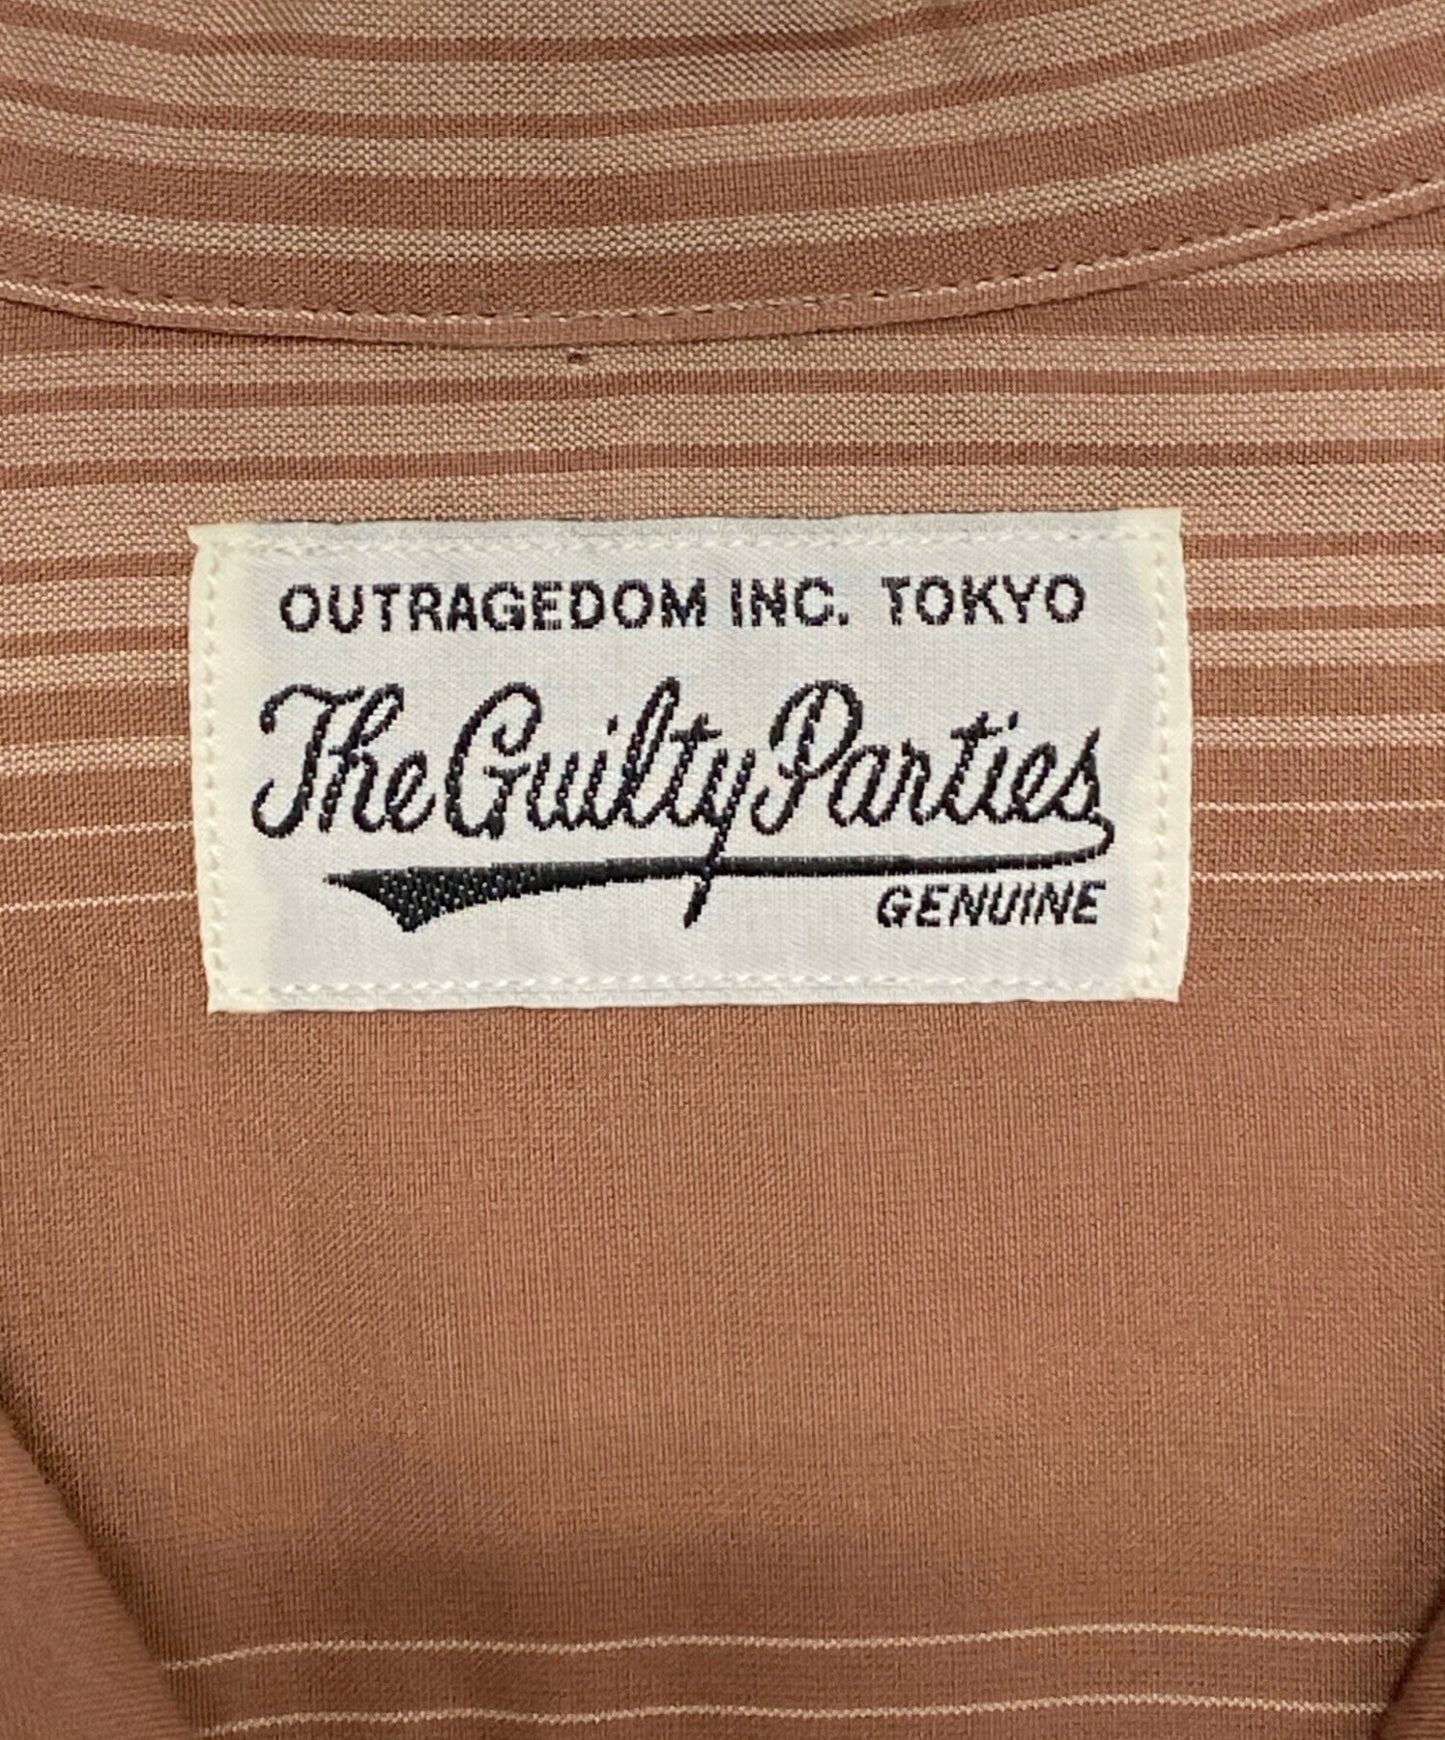 OUTRAGEDOM INC. TOKYO
The Guilty Parties
GENUINE